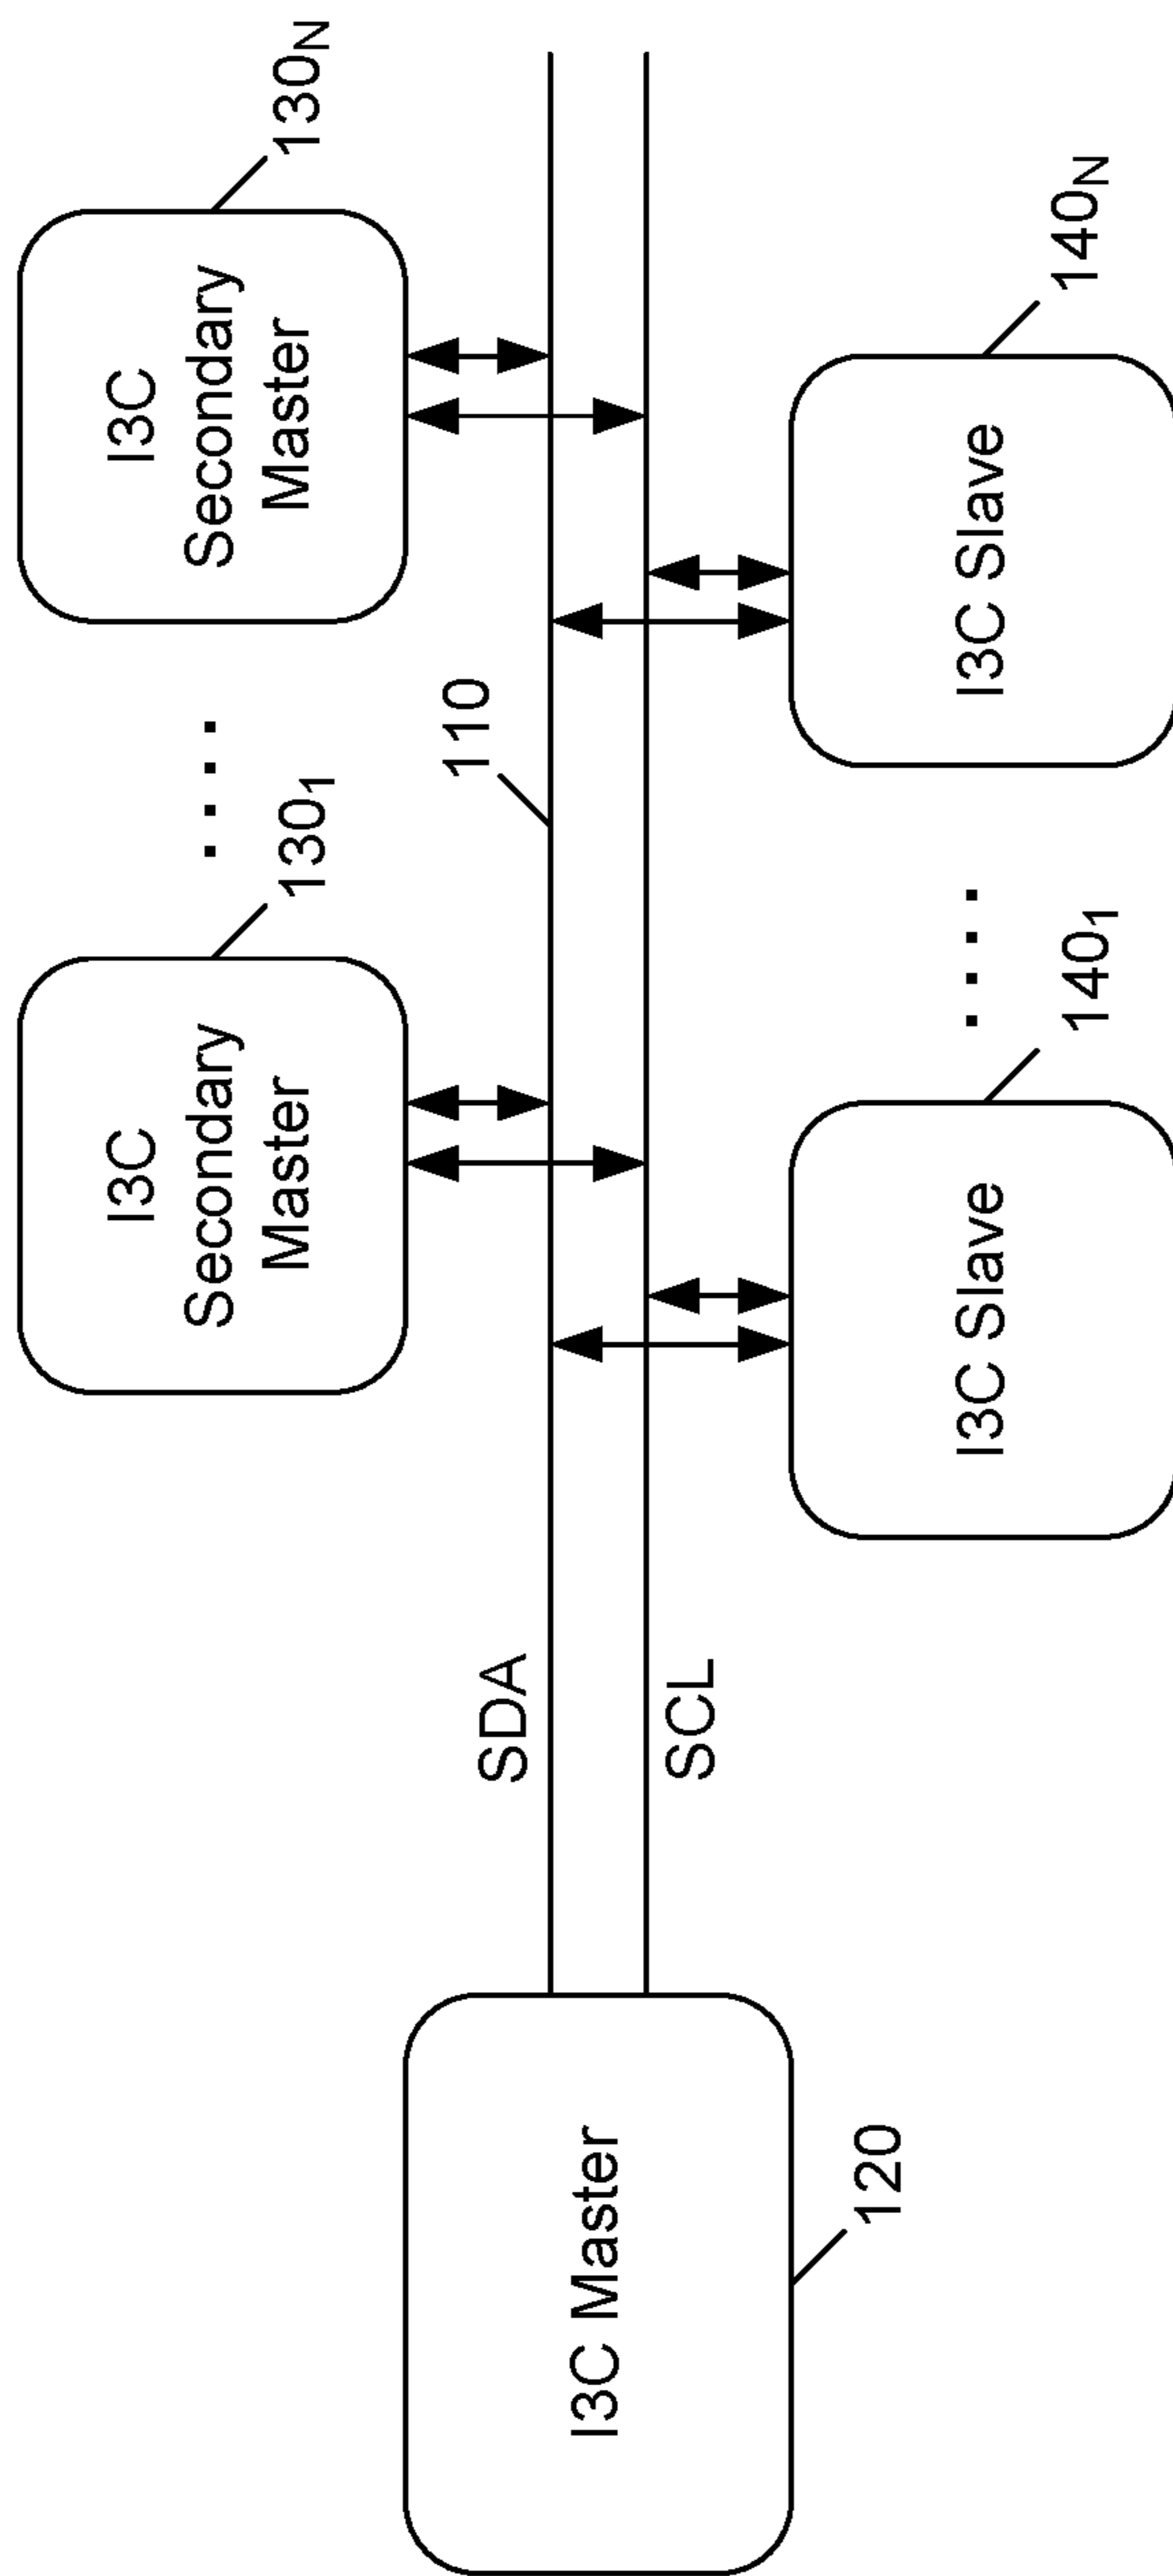 I3C
Secondary
Master
130₁
. . . .
I3C
Secondary
Master
130N
110
SDA
SCL
I3C Master
120
I3C Slave
140₁
. . . .
I3C Slave
140N